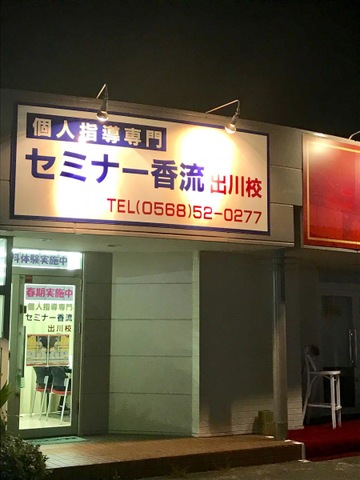 個人指導専門
セミナー香流 出川校
TEL(0568)52-0277
料体験実施中
春期実施中
個人指導専門
セミナー香流
出川校